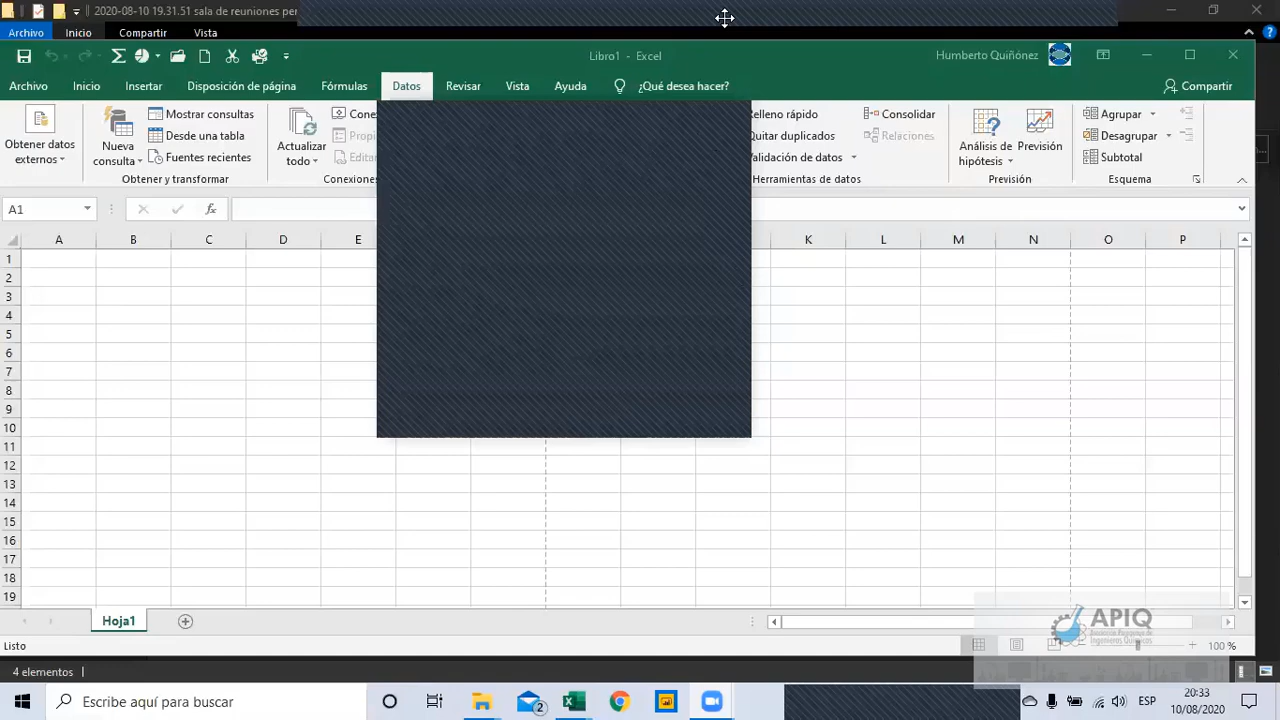 2020-08-10 19.31.51 sala de reuniones per
Archivo Inicio Compartir Vista
Libro1 - Excel Humberto Quiñónez
Archivo Inicio Insertar Disposición de página Fórmulas Datos Revisar Vista Ayuda ¿Qué desea hacer? Compartir
Obtener datos externos
Nueva consulta
Mostrar consultas
Desde una tabla
Fuentes recientes
Obtener y transformar
Actualizar todo
Cone
Propi
Editar
Conexiones
Relleno rápido
Quitar duplicados
Validación de datos
Consolidar
Relaciones
Herramientas de datos
Análisis de hipótesis
Previsión
Previsión
Agrupar
Desagrupar
Subtotal
Esquema
A1 fx
A B C D E K L M N O P
1
2
3
4
5
6
7
8
9
10
11
12
13
14
15
16
17
18
19
Hoja1
Listo 100 %
APIQ
4 elementos
Escribe aquí para buscar
2
ESP
20:33
10/08/2020